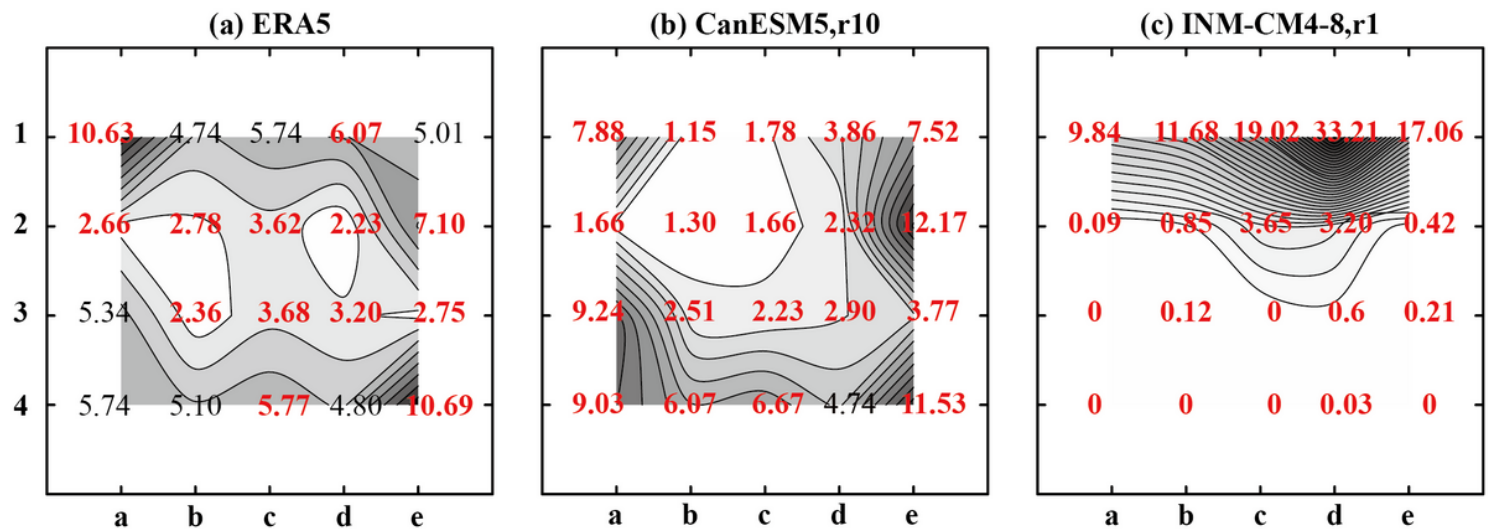 (a) ERA5
(b) CanESM5,r10
(c) INM-CM4-8,r1
1 10.63 4.74 5.74 6.07 5.01
2 2.66 2.78 3.62 2.23 7.10
3 5.34 2.36 3.68 3.20 2.75
4 5.74 5.10 5.77 4.80 10.69
a b c d e
7.88 1.15 1.78 3.86 7.52
1.66 1.30 1.66 2.32 12.17
9.24 2.51 2.23 2.90 3.77
9.03 6.07 6.67 4.74 11.53
a b c d e
9.84 11.68 19.02 33.21 17.06
0.09 0.85 3.65 3.20 0.42
0 0.12 0 0.6 0.21
0 0 0 0.03 0
a b c d e